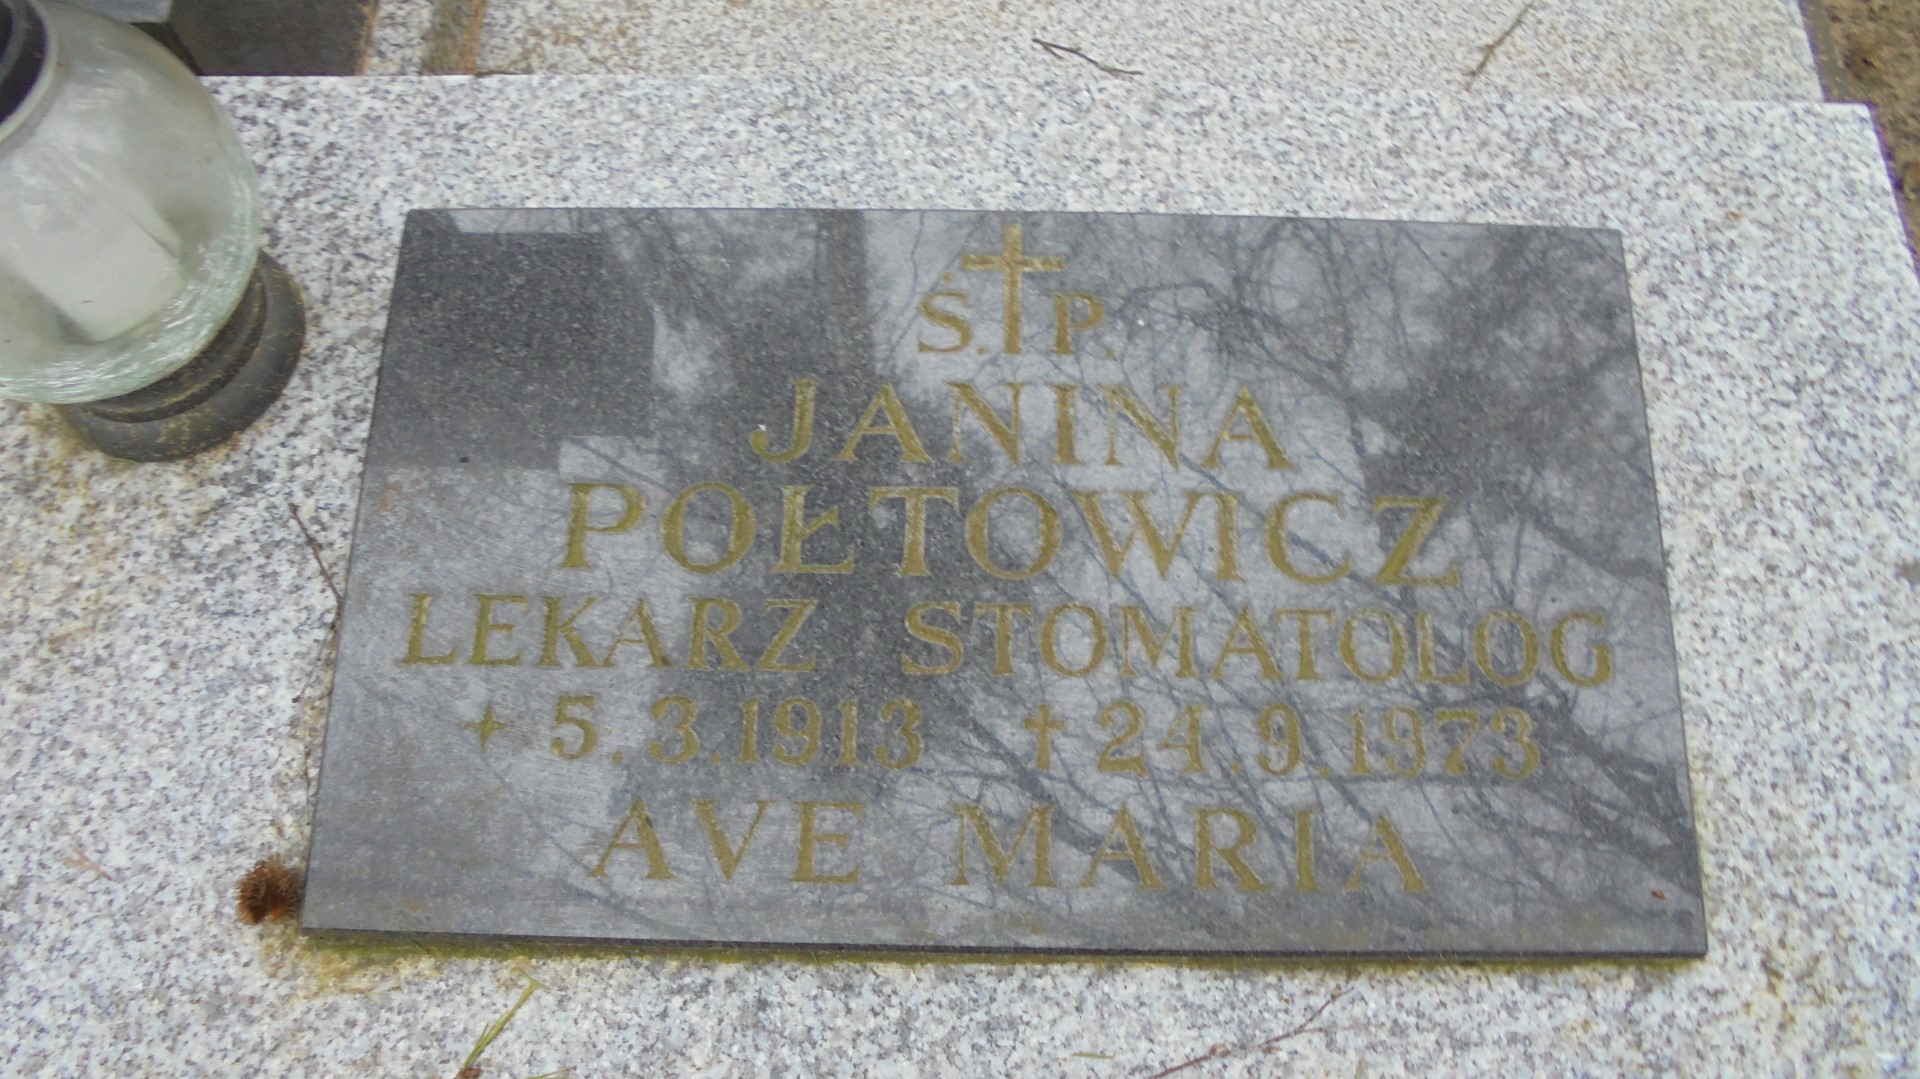 Ś.P.
JANINA
POŁTOWICZ
LEKARZ STOMATOLOG
5.3.1913 † 24.9.1973
AVE MARIA